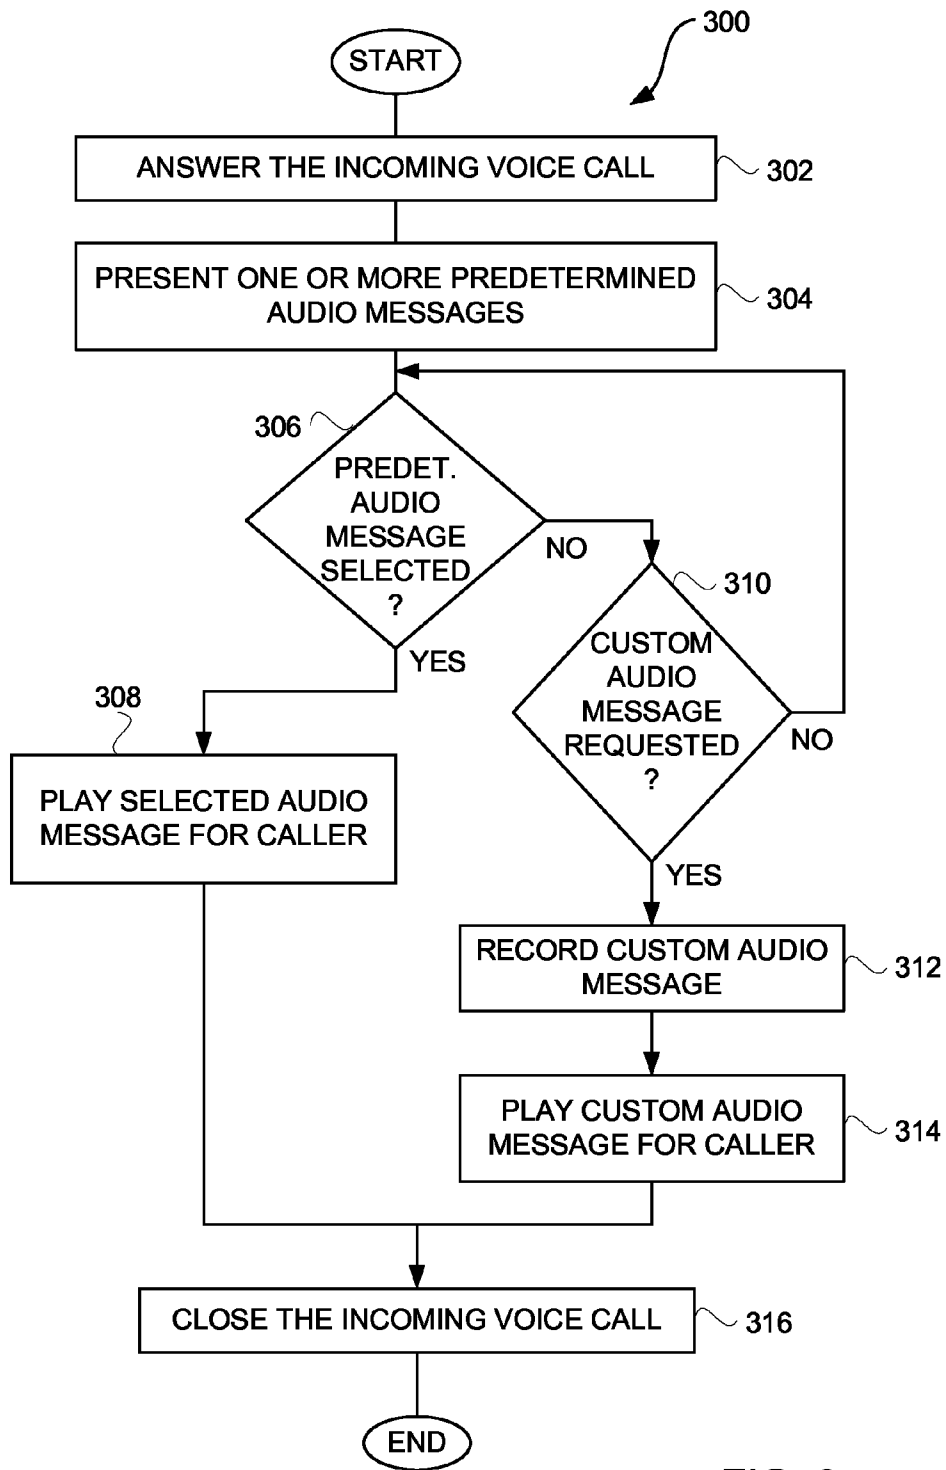 300
START
ANSWER THE INCOMING VOICE CALL
302
PRESENT ONE OR MORE PREDETERMINED
AUDIO MESSAGES
304
306
PREDET.
AUDIO
MESSAGE
SELECTED
?
NO
YES
310
CUSTOM
AUDIO
MESSAGE
REQUESTED
?
NO
YES
308
PLAY SELECTED AUDIO
MESSAGE FOR CALLER
RECORD CUSTOM AUDIO
MESSAGE
312
PLAY CUSTOM AUDIO
MESSAGE FOR CALLER
314
CLOSE THE INCOMING VOICE CALL
316
END